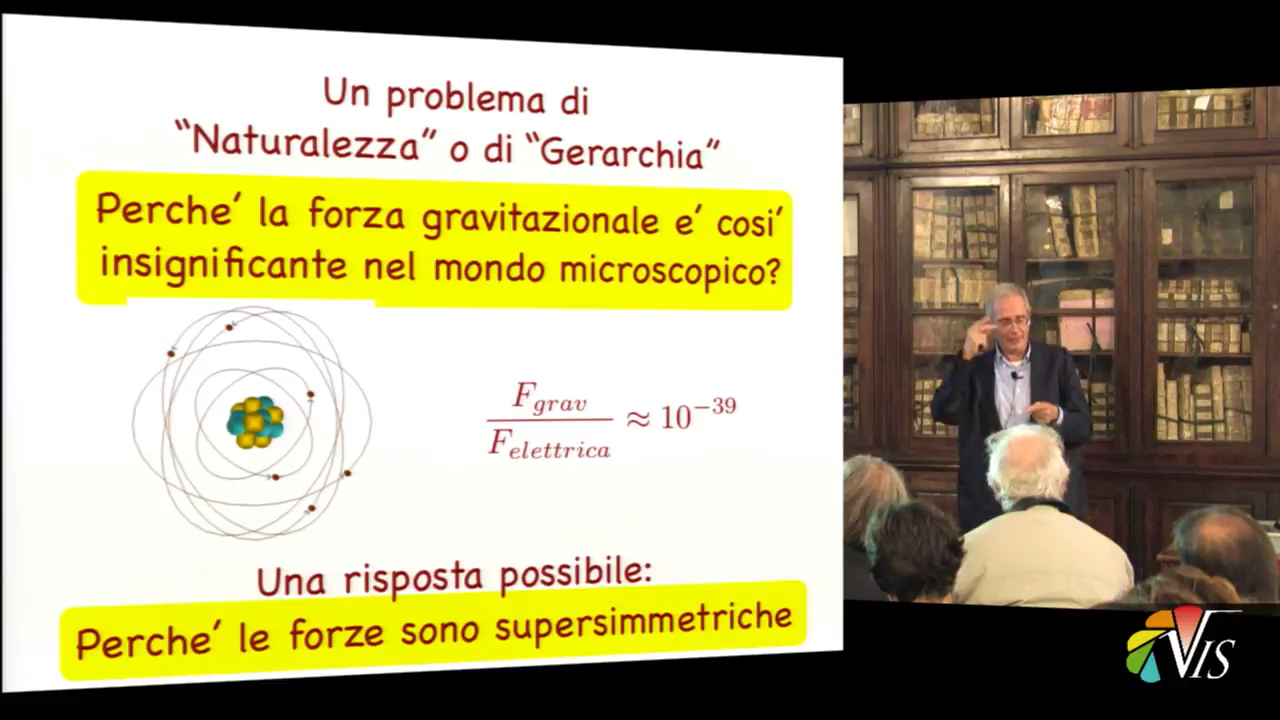 Un problema di
“Naturalezza” o di “Gerarchia”
Perche’ la forza gravitazionale e’ cosi’
insignificante nel mondo microscopico?
F_grav / F_elettrica ≈ 10^−39
Una risposta possibile:
Perche’ le forze sono supersimmetriche
VIS